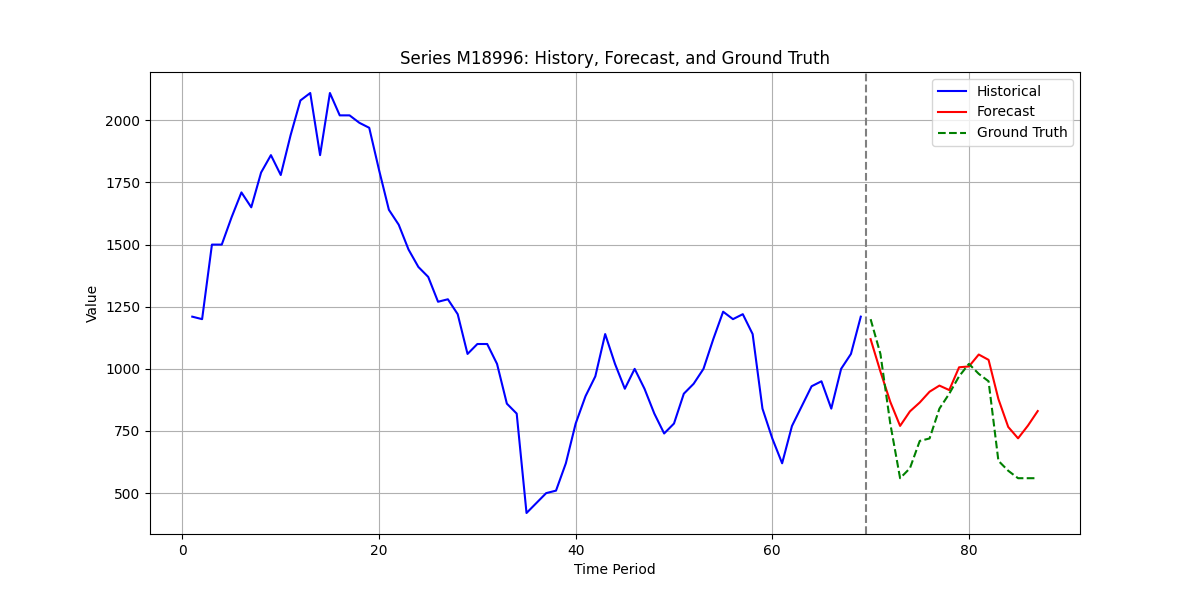 Series M18996: History, Forecast, and Ground Truth
Historical
Forecast
Ground Truth
Value
2000
1750
1500
1250
1000
750
500
0 20 40 60 80
Time Period